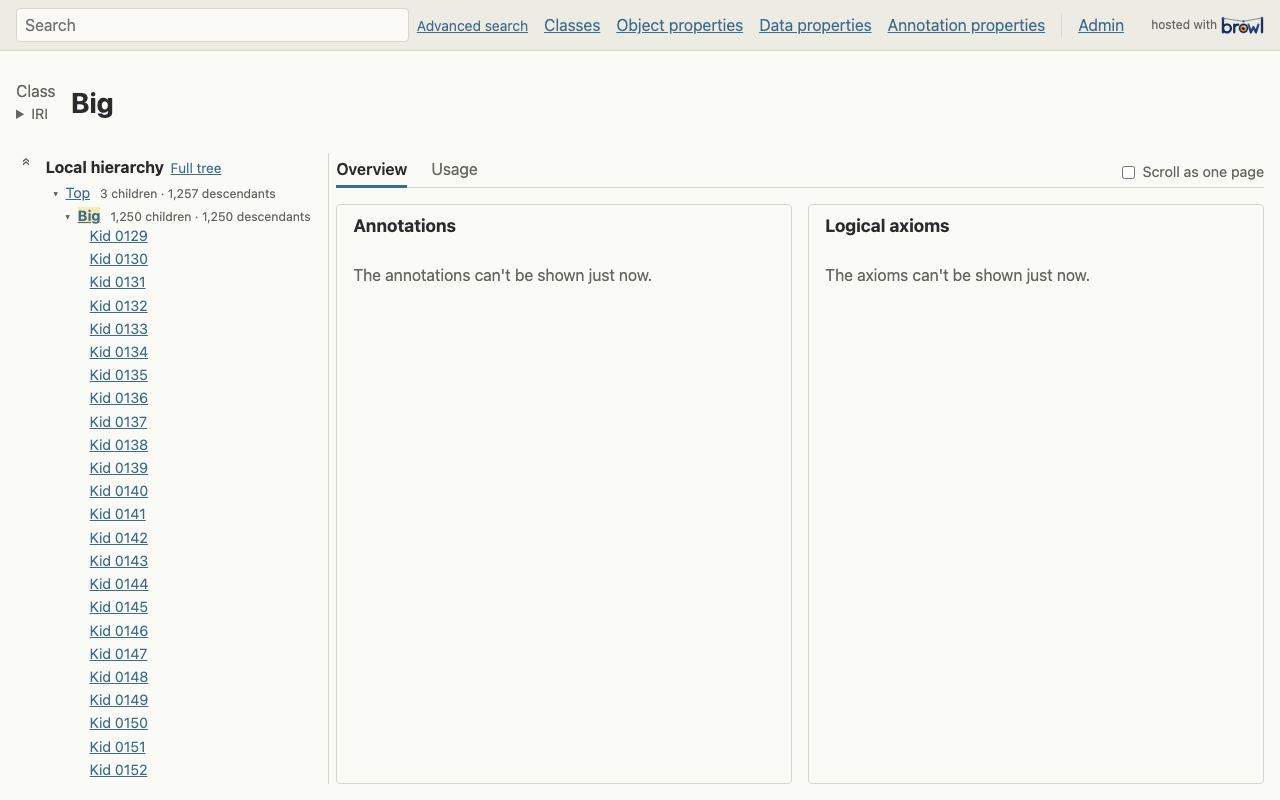 Search
Advanced search Classes Object properties Data properties Annotation properties Admin hosted with browl
Class
IRI
Big
Local hierarchy Full tree
Top 3 children · 1,257 descendants
Big 1,250 children · 1,250 descendants
Kid 0129
Kid 0130
Kid 0131
Kid 0132
Kid 0133
Kid 0134
Kid 0135
Kid 0136
Kid 0137
Kid 0138
Kid 0139
Kid 0140
Kid 0141
Kid 0142
Kid 0143
Kid 0144
Kid 0145
Kid 0146
Kid 0147
Kid 0148
Kid 0149
Kid 0150
Kid 0151
Kid 0152
Overview Usage Scroll as one page
Annotations
The annotations can't be shown just now.
Logical axioms
The axioms can't be shown just now.